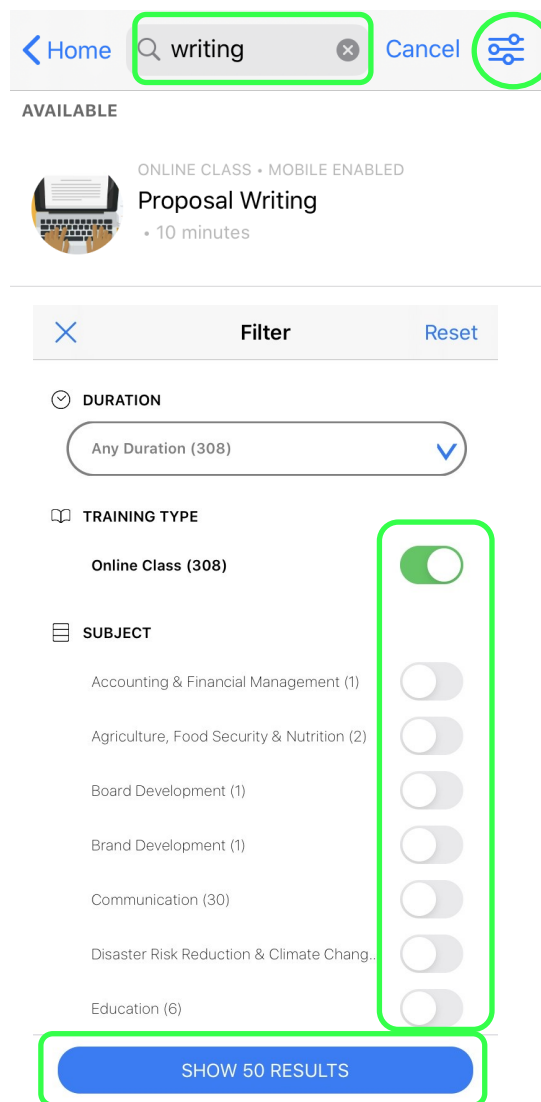 Home writing Cancel
AVAILABLE
ONLINE CLASS • MOBILE ENABLED
Proposal Writing
• 10 minutes
Filter Reset
DURATION
Any Duration (308)
TRAINING TYPE
Online Class (308)
SUBJECT
Accounting & Financial Management (1)
Agriculture, Food Security & Nutrition (2)
Board Development (1)
Brand Development (1)
Communication (30)
Disaster Risk Reduction & Climate Chang..
Education (6)
SHOW 50 RESULTS